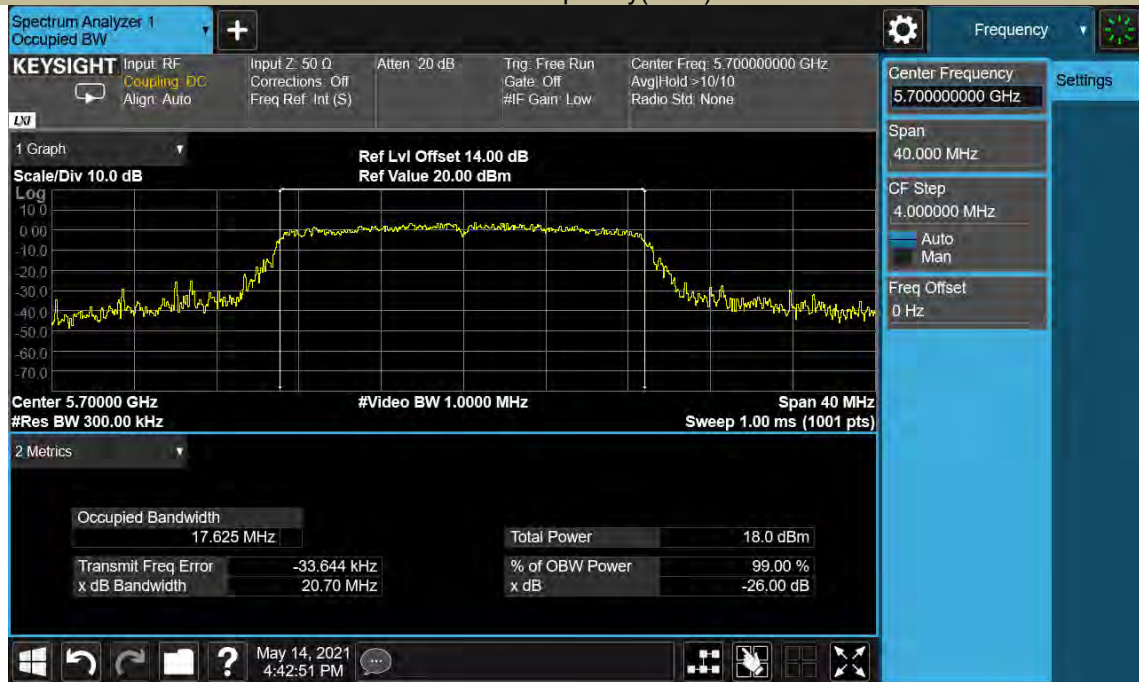 Spectrum Analyzer 1
Occupied BW
+
Frequency
KEYSIGHT
Input: RF
Coupling: DC
Align: Auto
Input Z: 50 Ω
Corrections: Off
Freq Ref: Int (S)
Atten: 20 dB
Trig: Free Run
Gate: Off
#IF Gain: Low
Center Freq: 5.700000000 GHz
Avg|Hold >10/10
Radio Std: None
LXI
Center Frequency
5.700000000 GHz
Settings
Span
40.000 MHz
CF Step
4.000000 MHz
Auto
Man
Freq Offset
0 Hz
1 Graph
Scale/Div 10.0 dB
Ref Lvl Offset 14.00 dB
Ref Value 20.00 dBm
Log
10.0
0.00
-10.0
-20.0
-30.0
-40.0
-50.0
-60.0
-70.0
Center 5.70000 GHz
#Video BW 1.0000 MHz
Span 40 MHz
#Res BW 300.00 kHz
Sweep 1.00 ms (1001 pts)
2 Metrics
Occupied Bandwidth
17.625 MHz
Total Power 18.0 dBm
Transmit Freq Error -33.644 kHz
% of OBW Power 99.00 %
x dB Bandwidth 20.70 MHz
x dB -26.00 dB
?
May 14, 2021
4:42:51 PM